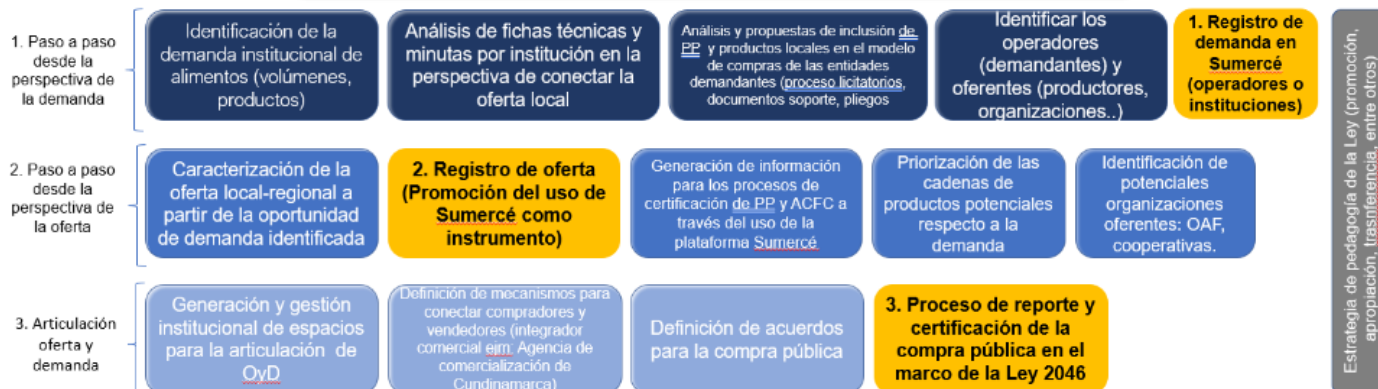 1. Paso a paso
desde la
perspectiva de
la demanda
Identificación de la
demanda institucional de
alimentos (volúmenes,
productos)
Análisis de fichas técnicas y
minutas por institución en la
perspectiva de conectar la
oferta local
Análisis y propuestas de inclusión de
PP y productos locales en el modelo
de compras de las entidades
demandantes (proceso licitatorios,
documentos soporte, pliegos
Identificar los
operadores
(demandantes) y
oferentes (productores,
organizaciones..)
1. Registro de
demanda en
Sumercé
(operadores o
instituciones)
2. Paso a paso
desde la
perspectiva de
la oferta
Caracterización de la
oferta local-regional a
partir de la oportunidad
de demanda identificada
2. Registro de oferta
(Promoción del uso de
Sumercé como
instrumento)
Generación de información
para los procesos de
certificación de PP y ACFC a
través del uso de la
plataforma Sumercé
Priorización de las
cadenas de
productos potenciales
respecto a la
demanda
Identificación de
potenciales
organizaciones
oferentes: OAF,
cooperativas.
3. Articulación
oferta y
demanda
Generación y gestión
institucional de espacios
para la articulación de
OyD
Definición de mecanismos para
conectar compradores y
vendedores (integrador
comercial ejm: Agencia de
comercialización de
Cundinamarca)
Definición de acuerdos
para la compra pública
3. Proceso de reporte y
certificación de la
compra pública en el
marco de la Ley 2046
Estrategia de pedagogía de la Ley (promoción,
apropiación, trasnferencia, entre otros)